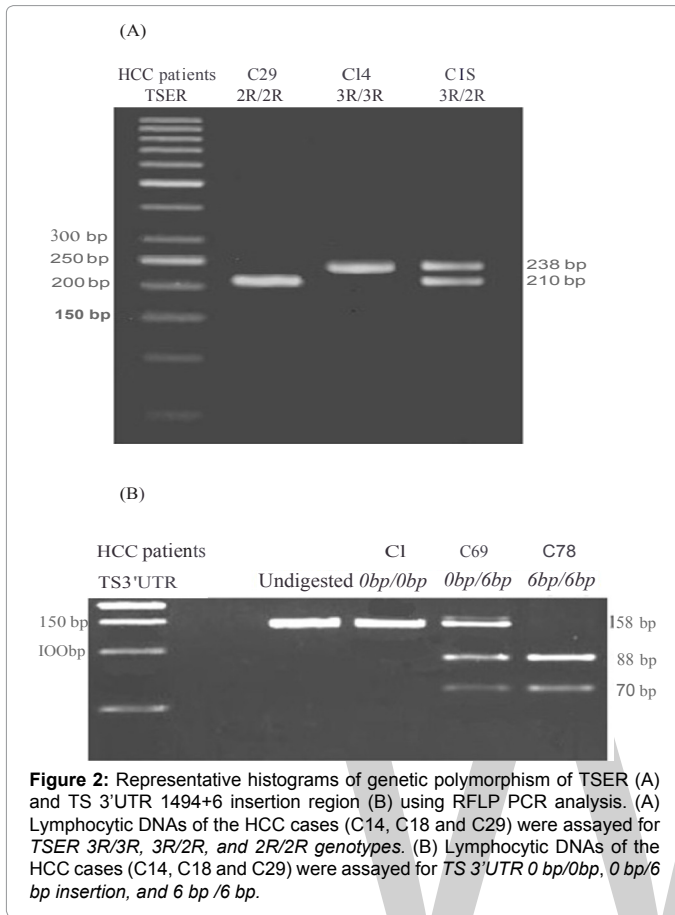 (A)
HCC patients C29 Cl4 CIS
TSER 2R/2R 3R/3R 3R/2R
300 bp
250 bp
238 bp
200 bp
210 bp
150 bp
(B)
HCC patients Cl C69 C78
TS3'UTR Undigested 0bp/0bp 0bp/6bp 6bp/6bp
150 bp l58 bp
IOObp 88 bp
70 bp
Figure 2: Representative histograms of genetic polymorphism of TSER (A)
and TS 3’UTR 1494+6 insertion region (B) using RFLP PCR analysis. (A)
Lymphocytic DNAs of the HCC cases (C14, C18 and C29) were assayed for
TSER 3R/3R, 3R/2R, and 2R/2R genotypes. (B) Lymphocytic DNAs of the
HCC cases (C14, C18 and C29) were assayed for TS 3’UTR 0 bp/0bp, 0 bp/6
bp insertion, and 6 bp /6 bp.